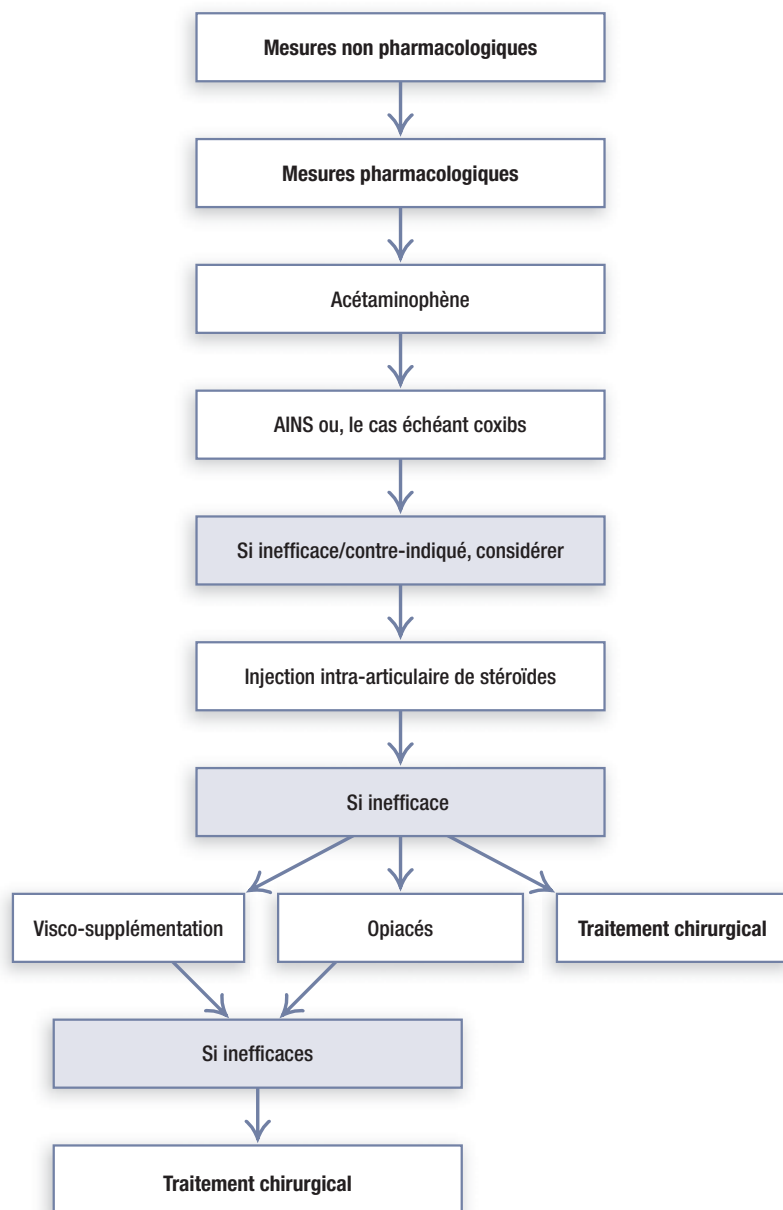 Mesures non pharmacologiques
Mesures pharmacologiques
Acétaminophène
AINS ou, le cas échéant coxibs
Si inefficace/contre-indiqué, considérer
Injection intra-articulaire de stéroïdes
Si inefficace
Visco-supplémentation
Opiacés
Traitement chirurgical
Si inefficaces
Traitement chirurgical